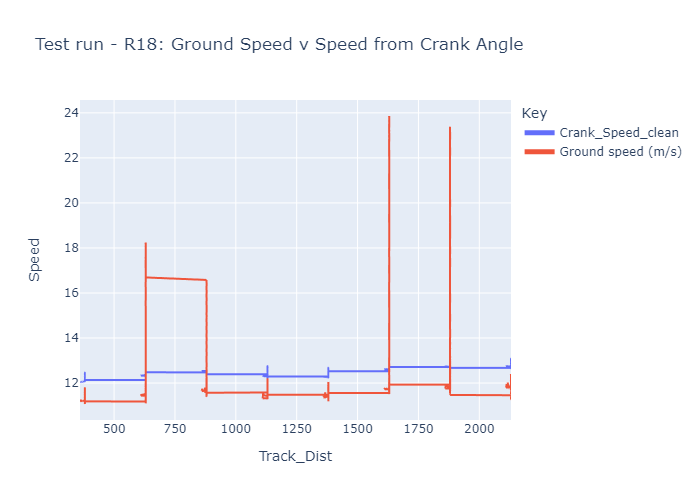 Test run - R18: Ground Speed v Speed from Crank Angle
Key
Crank_Speed_clean
Ground speed (m/s)
Speed
24
22
20
18
16
14
12
500
750
1000
1250
1500
1750
2000
Track_Dist